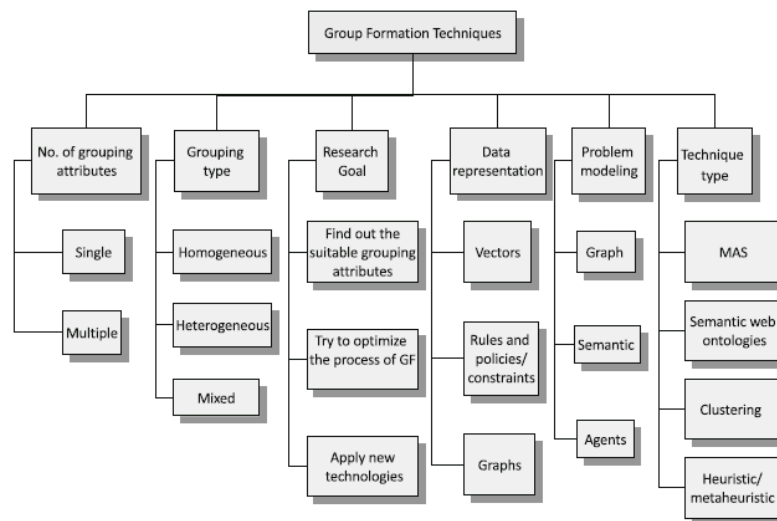 Group Formation Techniques
No. of grouping
attributes
Grouping
type
Research
Goal
Data
representation
Problem
modeling
Technique
type
Single
Multiple
Homogeneous
Heterogeneous
Mixed
Find out the
suitable grouping
attributes
Try to optimize
the process of GF
Apply new
technologies
Vectors
Rules and
policies/
constraints
Graphs
Graph
Semantic
Agents
MAS
Semantic web
ontologies
Clustering
Heuristic/
metaheuristic